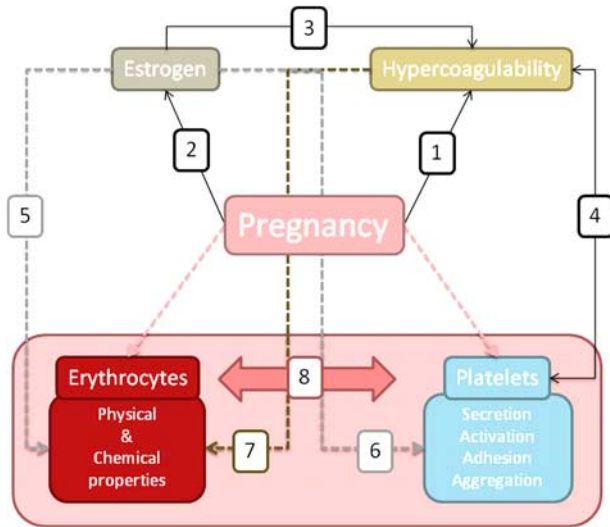 3
Estrogen
Hypercoagulability
2
1
5
Pregnancy
4
Erythrocytes
8
Platelets
Physical
&
Chemical
properties
Secretion
Activation
Adhesion
Aggregation
7
6